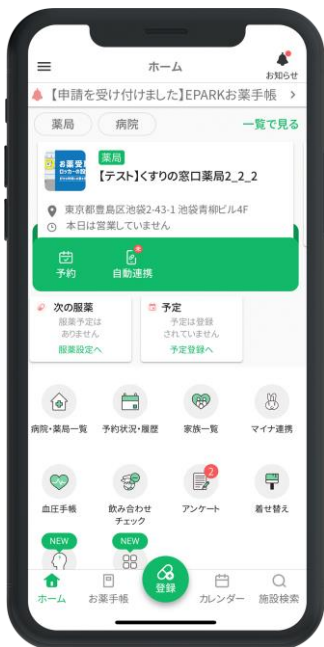 ホーム
お知らせ
【申請を受け付けました】EPARKお薬手帳
薬局 病院 一覧で見る
薬局
【テスト】くすりの窓口薬局2_2_2
東京都豊島区池袋2-43-1 池袋青柳ビル4F
本日は営業していません
予約 自動連携
次の服薬
服薬予定は
ありません
服薬設定へ
予定
予定は登録
されていません
予定登録へ
病院・薬局一覧 予約状況・履歴 家族一覧 マイナ連携
2
血圧手帳 飲み合わせ アンケート 着せ替え
チェック
NEW NEW
ホーム お薬手帳 登録 カレンダー 施設検索